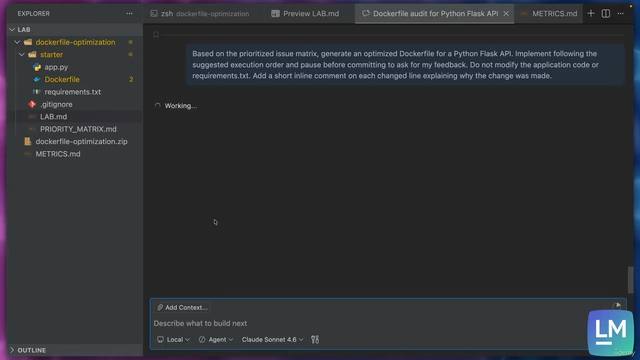 EXPLORER
LAB
dockerfile-optimization
starter
app.py
Dockerfile 2
requirements.txt
.gitignore
LAB.md
PRIORITY_MATRIX.md
dockerfile-optimization.zip
METRICS.md
OUTLINE
zsh dockerfile-optimization
Preview LAB.md
Dockerfile audit for Python Flask API
METRICS.md
Based on the prioritized issue matrix, generate an optimized Dockerfile for a Python Flask API. Implement following the
suggested execution order and pause before committing to ask for my feedback. Do not modify the application code or
requirements.txt. Add a short inline comment on each changed line explaining why the change was made.
Working...
Add Context...
Describe what to build next
Local
Agent
Claude Sonnet 4.6
LM